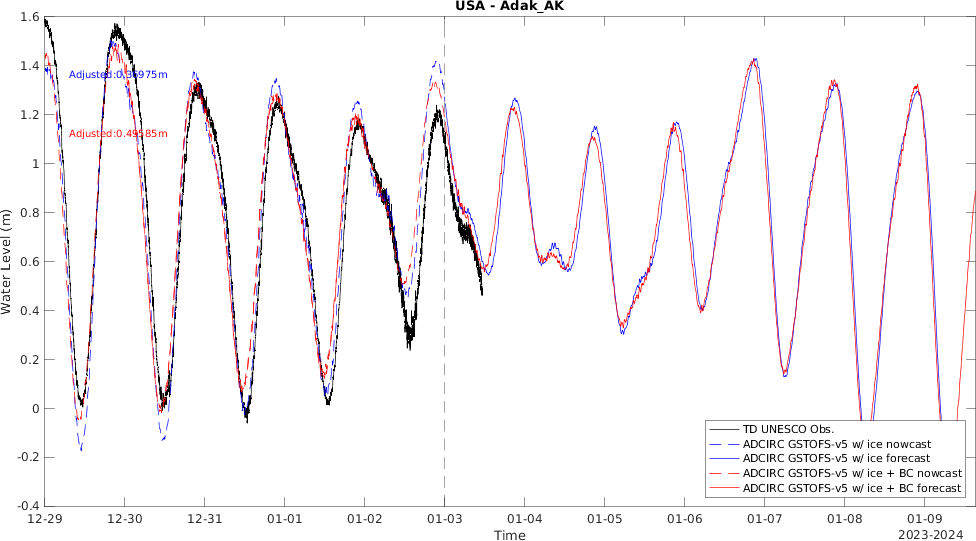 USA - Adak_AK
1.6
1.4
1.2
1
0.8
0.6
0.4
0.2
0
-0.2
-0.4
Water Level (m)
Adjusted:0.36975m
Adjusted:0.49585m
TD UNESCO Obs.
ADCIRC GSTOFS-v5 w/ ice nowcast
ADCIRC GSTOFS-v5 w/ ice forecast
ADCIRC GSTOFS-v5 w/ ice + BC nowcast
ADCIRC GSTOFS-v5 w/ ice + BC forecast
12-29 12-30 12-31 01-01 01-02 01-03 01-04 01-05 01-06 01-07 01-08 01-09
Time
2023-2024